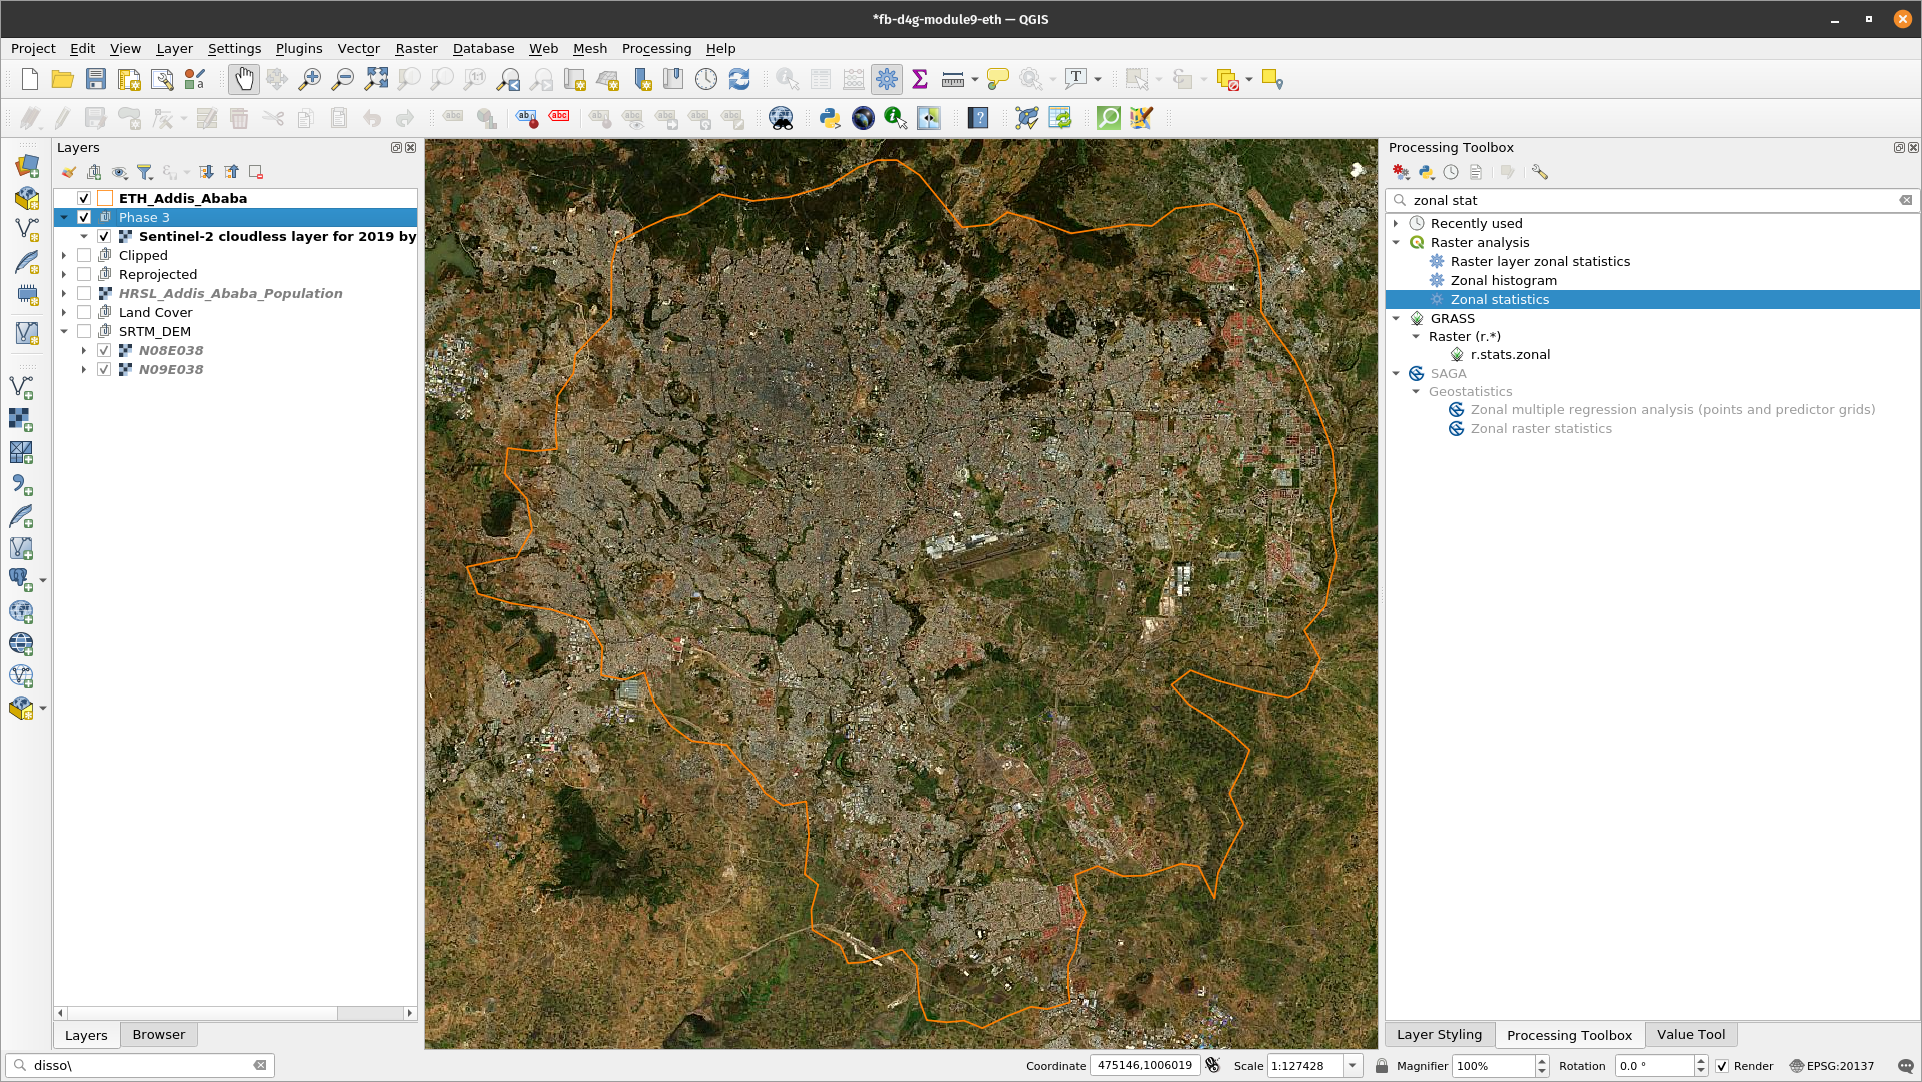 *fb-d4g-module9-eth — QGIS
Project Edit View Layer Settings Plugins Vector Raster Database Web Mesh Processing Help
Layers
Processing Toolbox
zonal stat
ETH_Addis_Ababa
Phase 3
Sentinel-2 cloudless layer for 2019 by
Clipped
Reprojected
HRSL_Addis_Ababa_Population
Land Cover
SRTM_DEM
N08E038
N09E038
Recently used
Raster analysis
Raster layer zonal statistics
Zonal histogram
Zonal statistics
GRASS
Raster (r.*)
r.stats.zonal
SAGA
Geostatistics
Zonal multiple regression analysis (points and predictor grids)
Zonal raster statistics
Layers Browser
Layer Styling Processing Toolbox Value Tool
disso\
Coordinate 475146,1006019 Scale 1:127428 Magnifier 100% Rotation 0.0 ° Render EPSG:20137